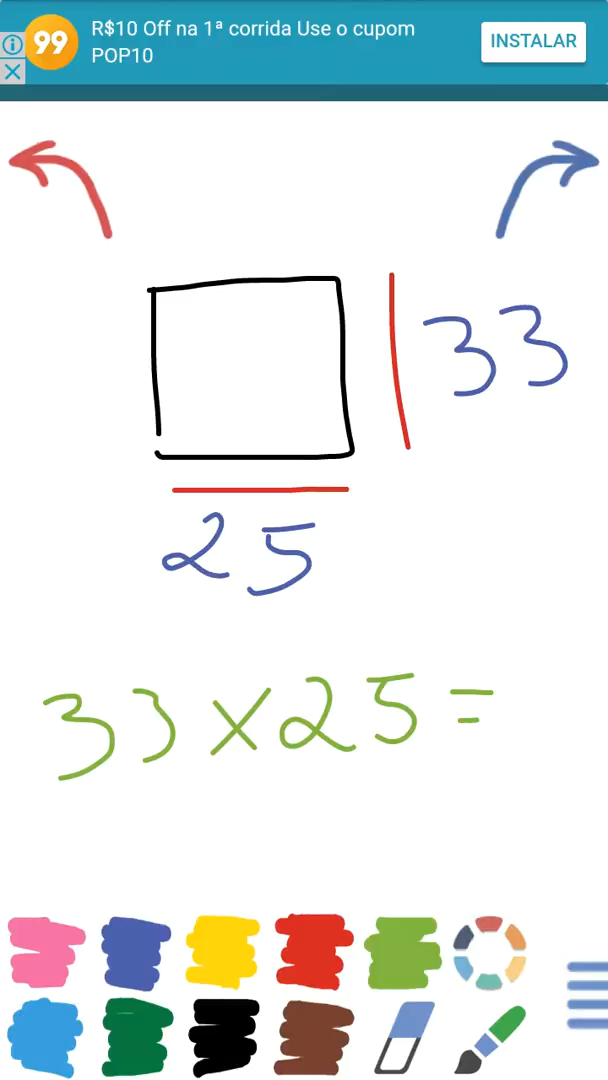 99
R$10 Off na 1ª corrida Use o cupom
POP10
INSTALAR
33
25
33 x 25 =